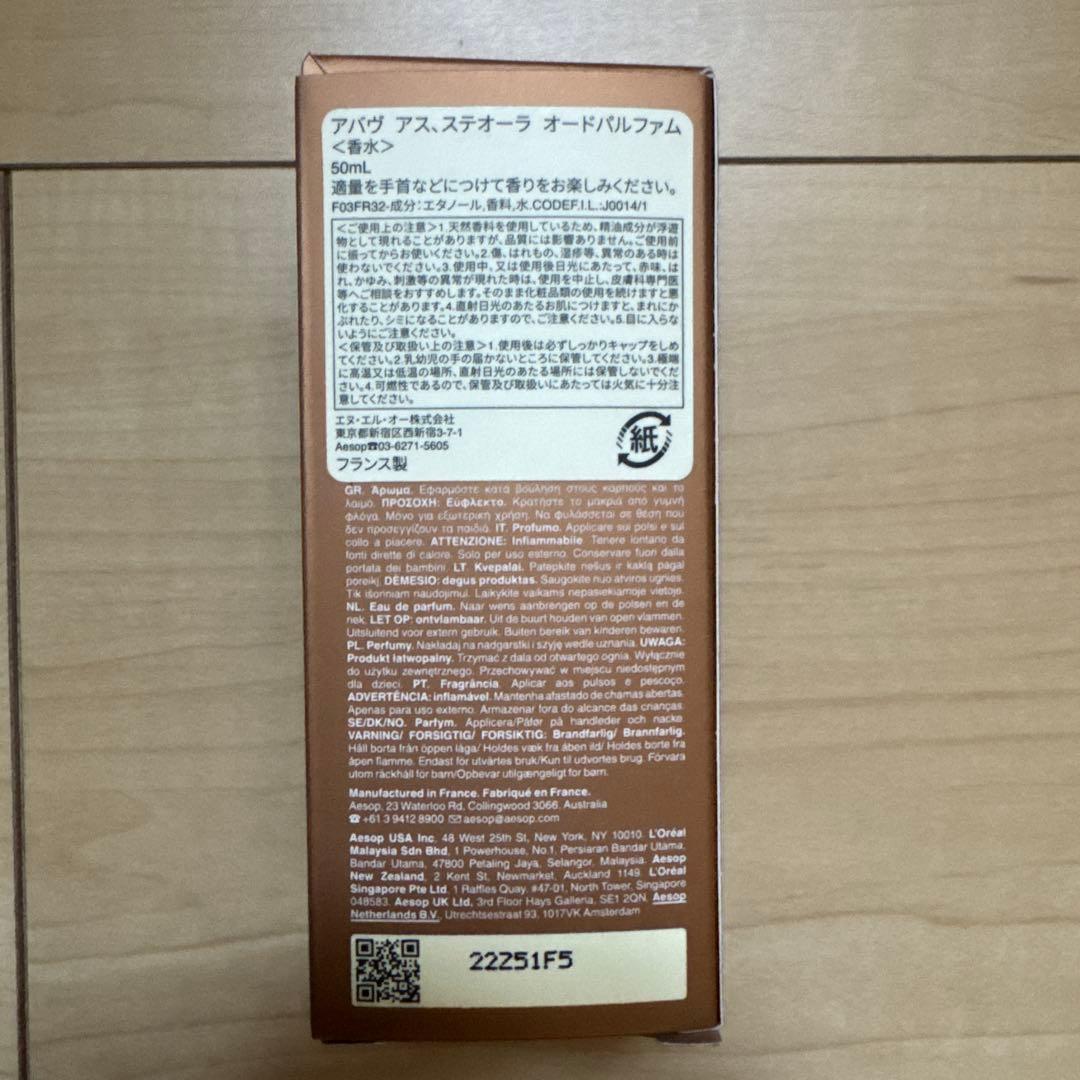 アバヴ アス、ステオーラ オードパルファム
＜香水＞
50mL
適量を手首などにつけて香りをお楽しみください。
F03FR32-成分：エタノール,香料,水.CODEF.I.L.:J0014/1
＜ご使用上の注意＞1.天然香料を使用しているため、精油成分が浮遊
物として現れることがありますが、品質には影響ありません。ご使用前
に振ってからお使いください。2.傷、はれもの、湿疹等、異常のある時は
使わないでください。3.使用中、又は使用後日光にあたって、赤味、は
れ、かゆみ、刺激等の異常が現れた時は、使用を中止し、皮膚科専門医
等へご相談をおすすめします。そのまま化粧品類の使用を続けますと悪
化することがあります。4.直射日光のあたるお肌につけますと、まれにか
ぶれたり、シミになることがありますので、ご注意ください。5.目に入らな
いようにご注意ください。
＜保管及び取扱い上の注意＞1.使用後は必ずしっかりキャップをしめ
てください。2.乳幼児の手の届かないところに保管してください。3.極端
に高温又は低温の場所、直射日光のあたる場所には保管しないでくだ
さい。4.可燃性であるので、保管及び取扱いにあたっては火気に十分注
意してください。
エヌ・エル・オー株式会社
東京都新宿区西新宿3-7-1
Aesop☎03-6271-5605
フランス製
紙
GR. Άρωμα. Εφαρμόστε κατά βούληση στους καρπούς και το
λαιμό. ΠΡΟΣΟΧΗ: Εύφλεκτο. Κρατήστε το μακριά από γυμνή
φλόγα. Μόνο για εξωτερική χρήση. Να φυλάσσεται σε θέση που
δεν προσεγγίζουν τα παιδιά. IT. Profumo. Applicare sui polsi e sul
collo a piacere. ATTENZIONE: Infiammabile. Tenere lontano da
fonti dirette di calore. Solo per uso esterno. Conservare fuori dalla
portata dei bambini. LT. Kvepalai. Patepkite riešus ir kaklą pagal
poreikį. DĖMESIO: degus produktas. Saugokite nuo atviros ugnies.
Tik išoriniam naudojimui. Laikykite vaikams nepasiekiamoje vietoje.
NL. Eau de parfum. Naar wens aanbrengen op de polsen en de
nek. LET OP: ontvlambaar. Uit de buurt houden van open vlammen.
Uitsluitend voor extern gebruik. Buiten bereik van kinderen bewaren.
PL. Perfumy. Nakładaj na nadgarstki i szyję wedle uznania. UWAGA:
Produkt łatwopalny. Trzymać z dala od otwartego ognia. Wyłącznie
do użytku zewnętrznego. Przechowywać w miejscu niedostępnym
dla dzieci. PT. Fragrância. Aplicar aos pulsos e pescoço.
ADVERTÊNCIA: inflamável. Mantenha afastado de chamas abertas.
Apenas para uso externo. Armazenar fora do alcance das crianças.
SE/DK/NO. Parfym. Applicera/Påfør på handleder och nacke.
VARNING/ FORSIGTIG/ FORSIKTIG: Brandfarlig/ Brannfarlig.
Håll borta från öppen låga/ Holdes væk fra åben ild/ Holdes borte fra
åpen flamme. Endast för utvärtes bruk/Kun til udvortes brug. Förvara
utom räckhåll för barn/Opbevar utilgængeligt for børn.
Manufactured in France. Fabriqué en France.
Aesop, 23 Waterloo Rd, Collingwood 3066, Australia
☎ +61 3 9412 8900 ✉ aesop@aesop.com
Aesop USA Inc, 48 West 25th St, New York, NY 10010. L'Oréal
Malaysia Sdn Bhd, 1 Powerhouse, No.1, Persiaran Bandar Utama,
Bandar Utama, 47800 Petaling Jaya, Selangor, Malaysia. Aesop
New Zealand, 2 Kent St, Newmarket, Auckland 1149. L'Oréal
Singapore Pte Ltd, 1 Raffles Quay, #47-01, North Tower, Singapore
048583. Aesop UK Ltd, 3rd Floor Hays Galleria, SE1 2QN. Aesop
Netherlands B.V., Utrechtsestraat 93, 1017VK Amsterdam
22Z51F5